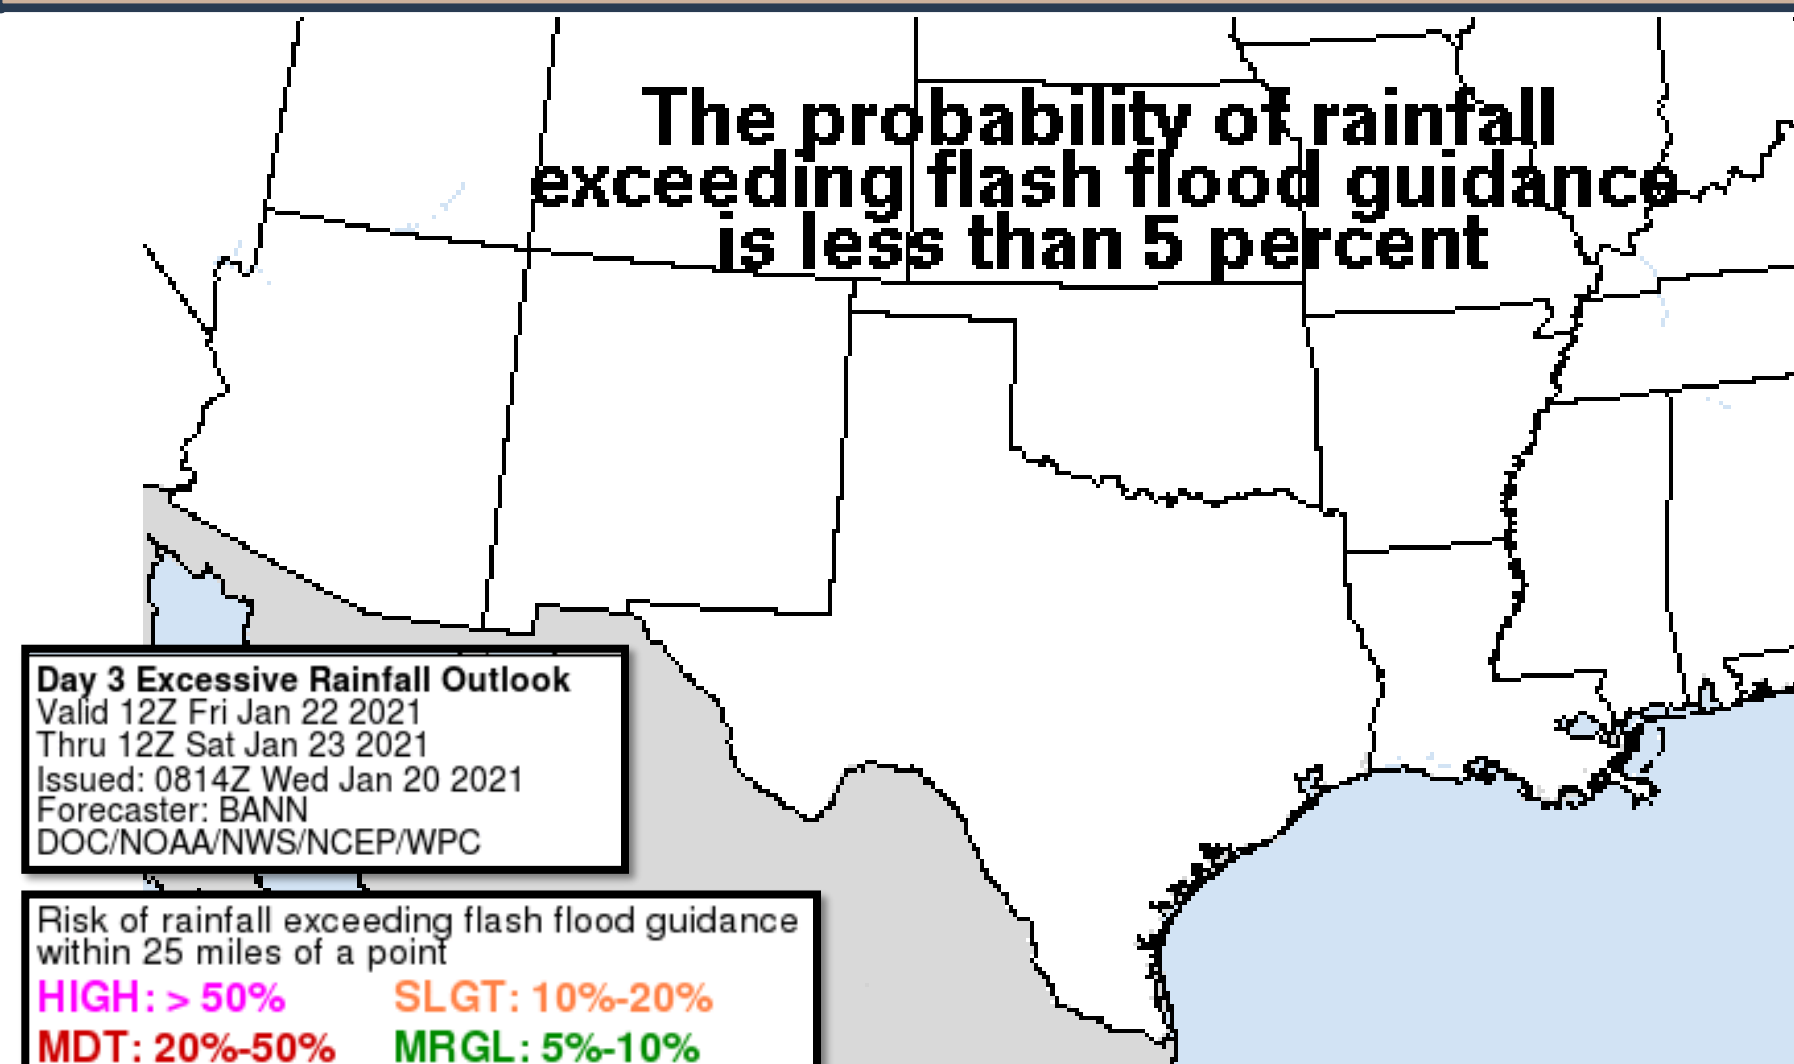 The probability of rainfall
exceeding flash flood guidance
is less than 5 percent
Day 3 Excessive Rainfall Outlook
Valid 12Z Fri Jan 22 2021
Thru 12Z Sat Jan 23 2021
Issued: 0814Z Wed Jan 20 2021
Forecaster: BANN
DOC/NOAA/NWS/NCEP/WPC
Risk of rainfall exceeding flash flood guidance
within 25 miles of a point
HIGH: > 50% SLGT: 10%-20%
MDT: 20%-50% MRGL: 5%-10%